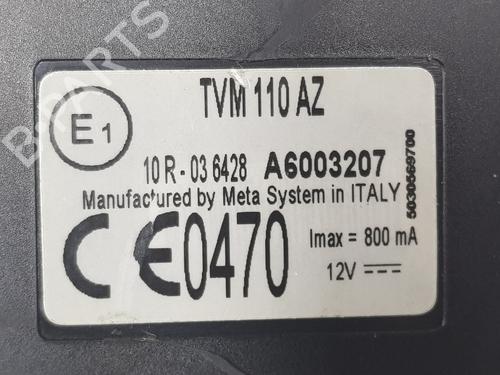 B-PARTS
TVM 110 AZ
E1
10 R - 03 6428 A6003207
Manufactured by Meta System in ITALY
CE0470
Imax = 800 mA
12V
5030569700